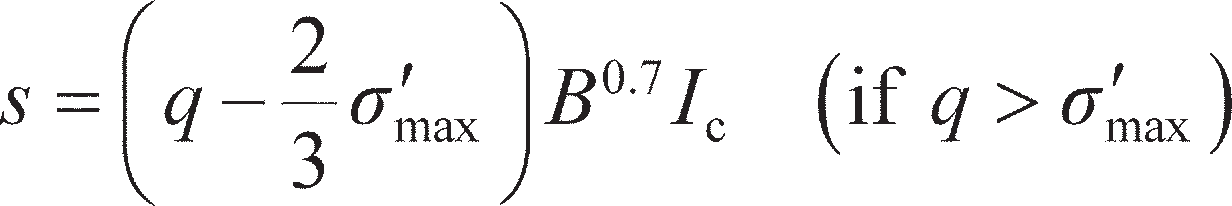 s = ( q − 2/3 σ′max ) B^0.7 Ic (if q > σ′max)